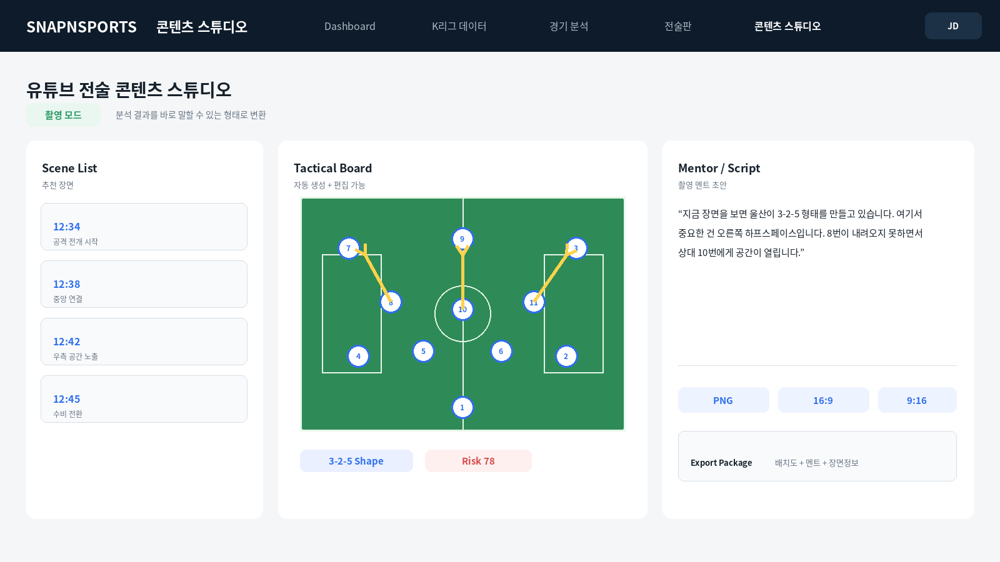 SNAPNSPORTS 콘텐츠 스튜디오 Dashboard K리그 데이터 경기 분석 전술판 콘텐츠 스튜디오 JD
유튜브 전술 콘텐츠 스튜디오
촬영 모드 분석 결과를 바로 말할 수 있는 형태로 변환
Scene List
추천 장면
12:34
공격 전개 시작
12:38
중앙 연결
12:42
우측 공간 노출
12:45
수비 전환
Tactical Board
자동 생성 + 편집 가능
9
7
3
8
10
11
5
6
4
2
1
3-2-5 Shape
Risk 78
Mentor / Script
촬영 멘트 초안
“지금 장면을 보면 울산이 3-2-5 형태를 만들고 있습니다. 여기서
중요한 건 오른쪽 하프스페이스입니다. 8번이 내려오지 못하면서
상대 10번에게 공간이 열립니다.”
PNG
16:9
9:16
Export Package 배치도 + 멘트 + 장면정보